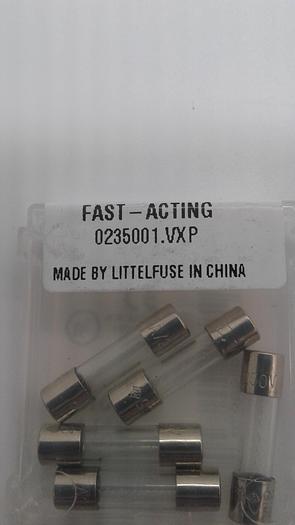 FAST-ACTING
0235001.VXP
MADE BY LITTELFUSE IN CHINA